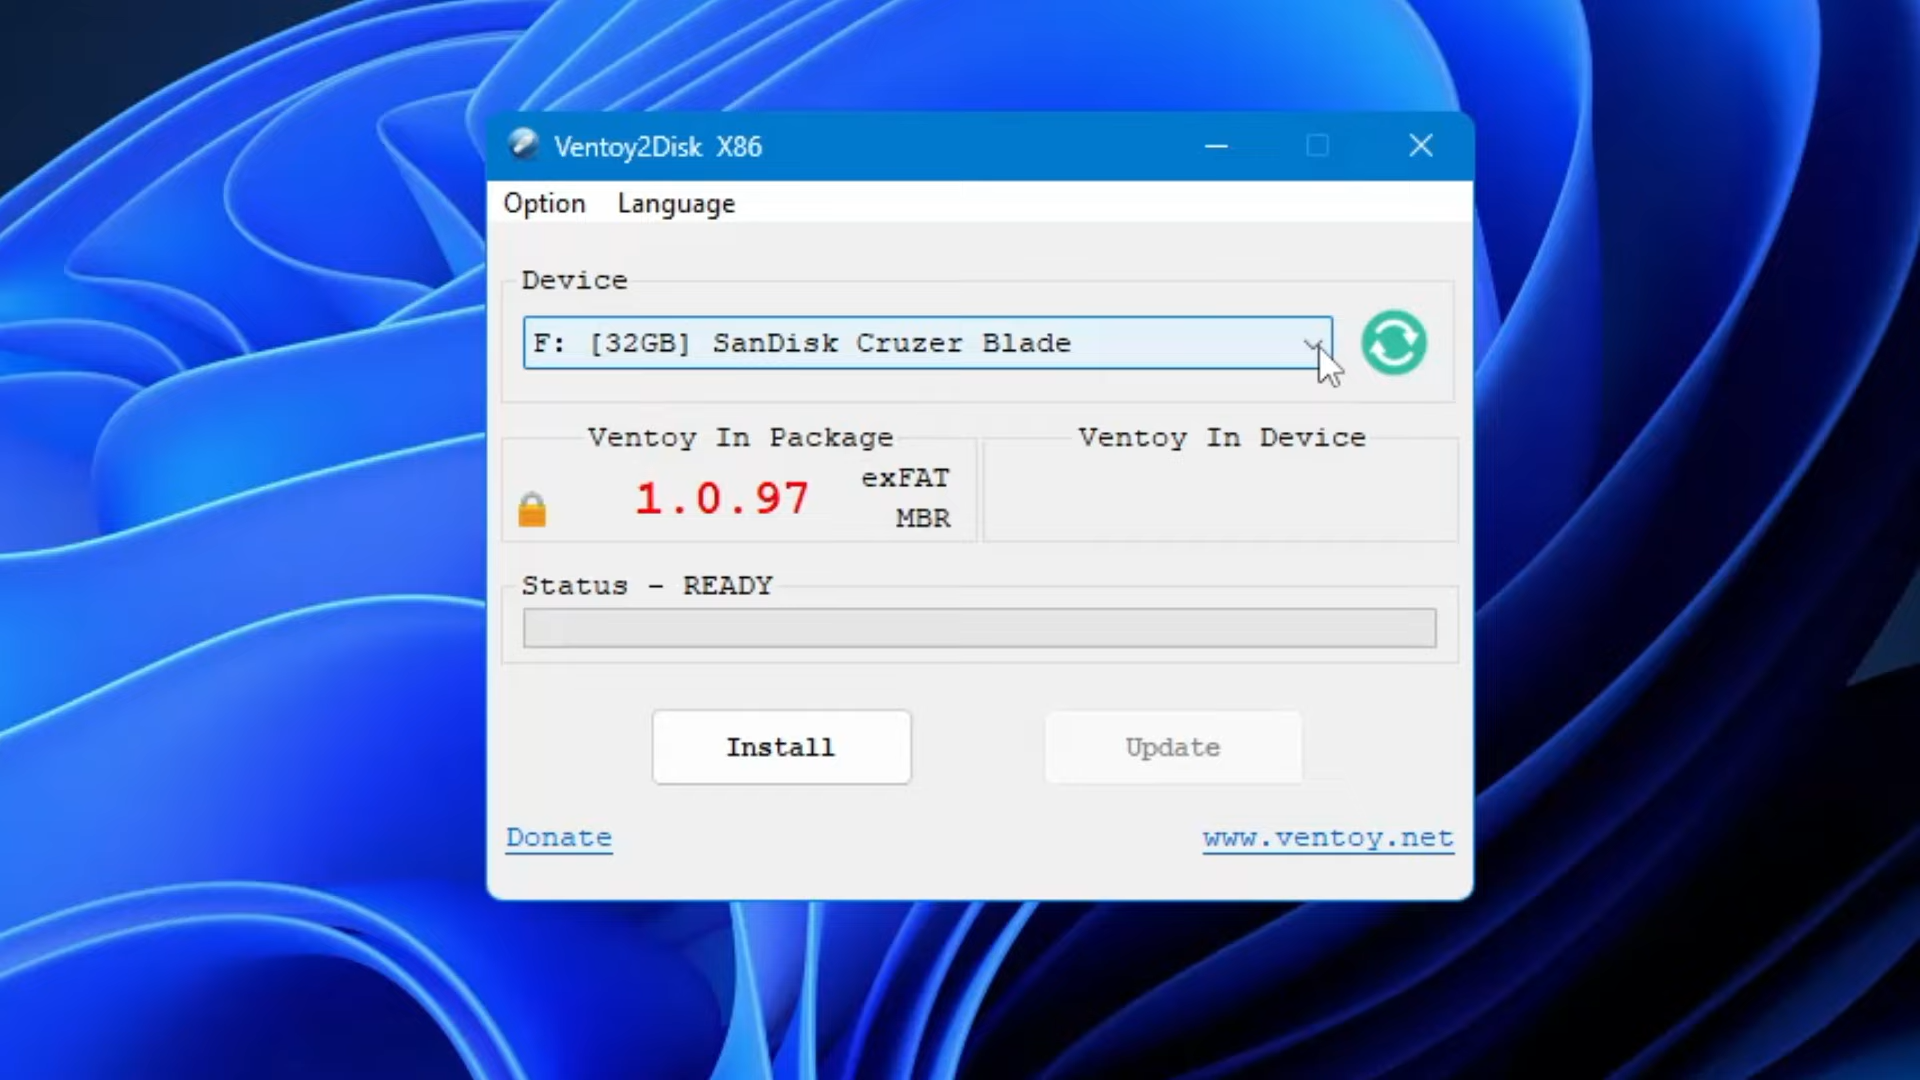 Ventoy2Disk X86
Option Language
Device
F: [32GB] SanDisk Cruzer Blade
Ventoy In Package
1.0.97
exFAT
MBR
Ventoy In Device
Status - READY
Install
Update
Donate
www.ventoy.net